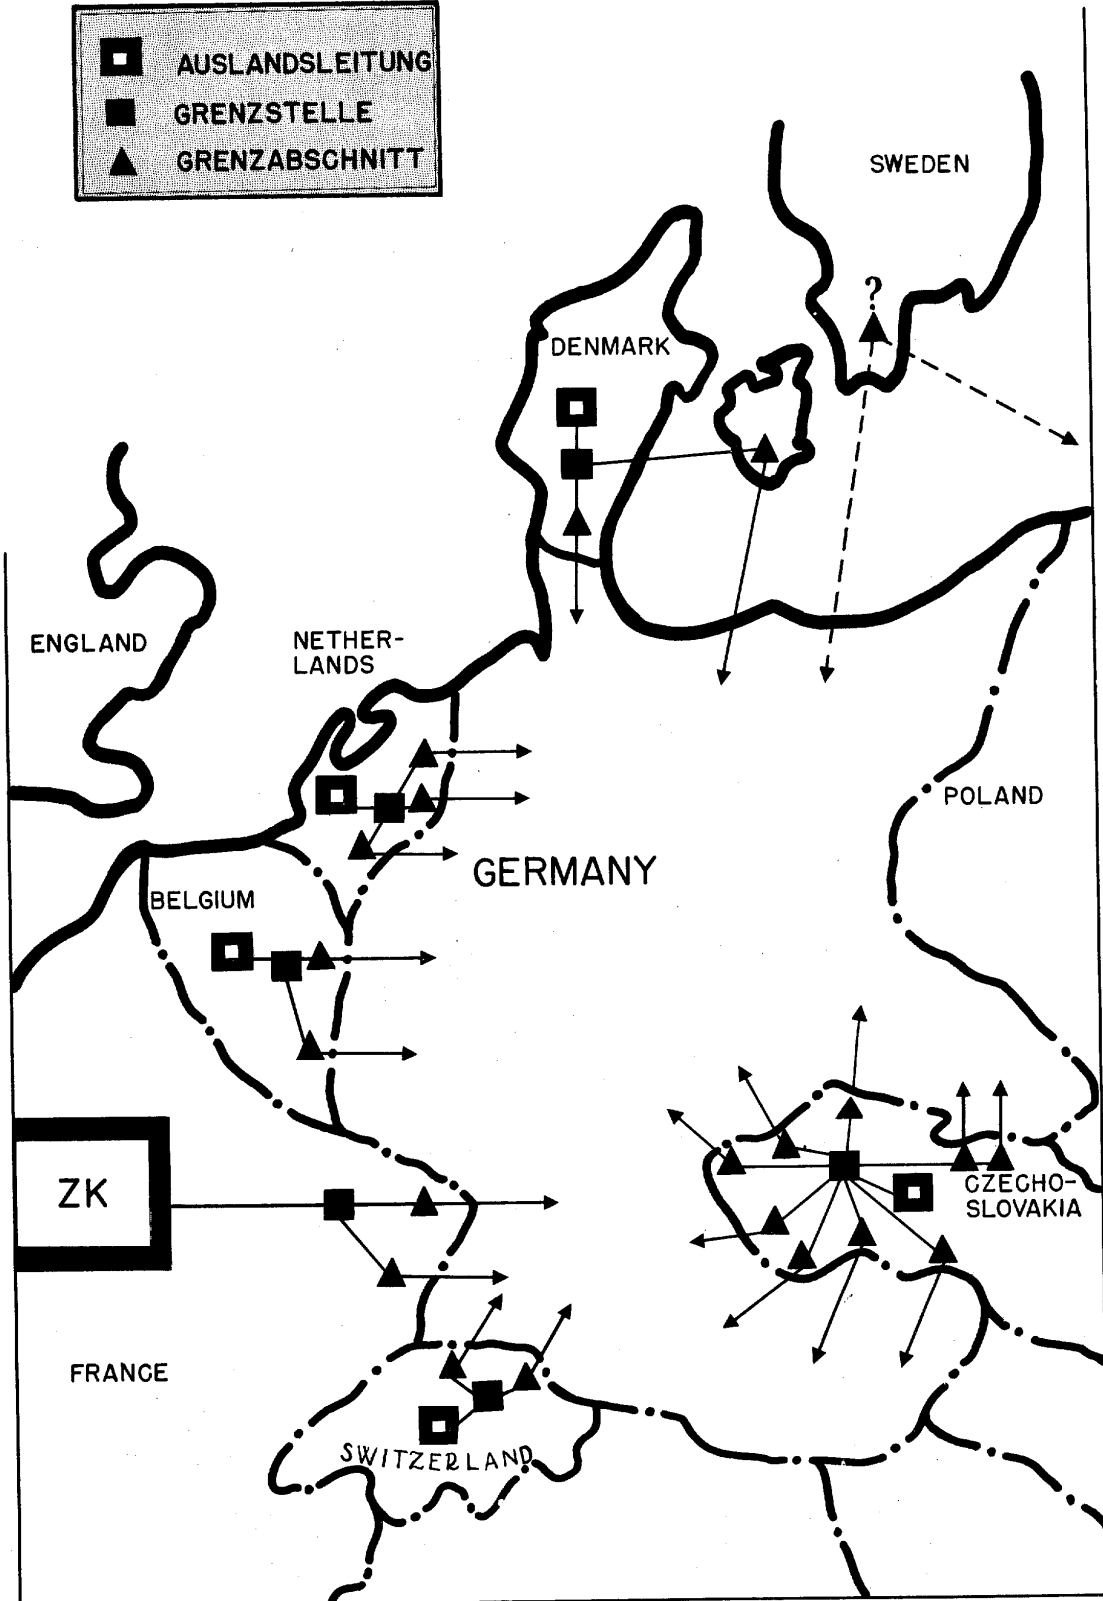 AUSLANDSLEITUNG
GRENZSTELLE
GRENZABSCHNITT
SWEDEN
?
DENMARK
ENGLAND
NETHER-
LANDS
POLAND
GERMANY
BELGIUM
ZK
CZECHO-
SLOVAKIA
FRANCE
SWITZERLAND